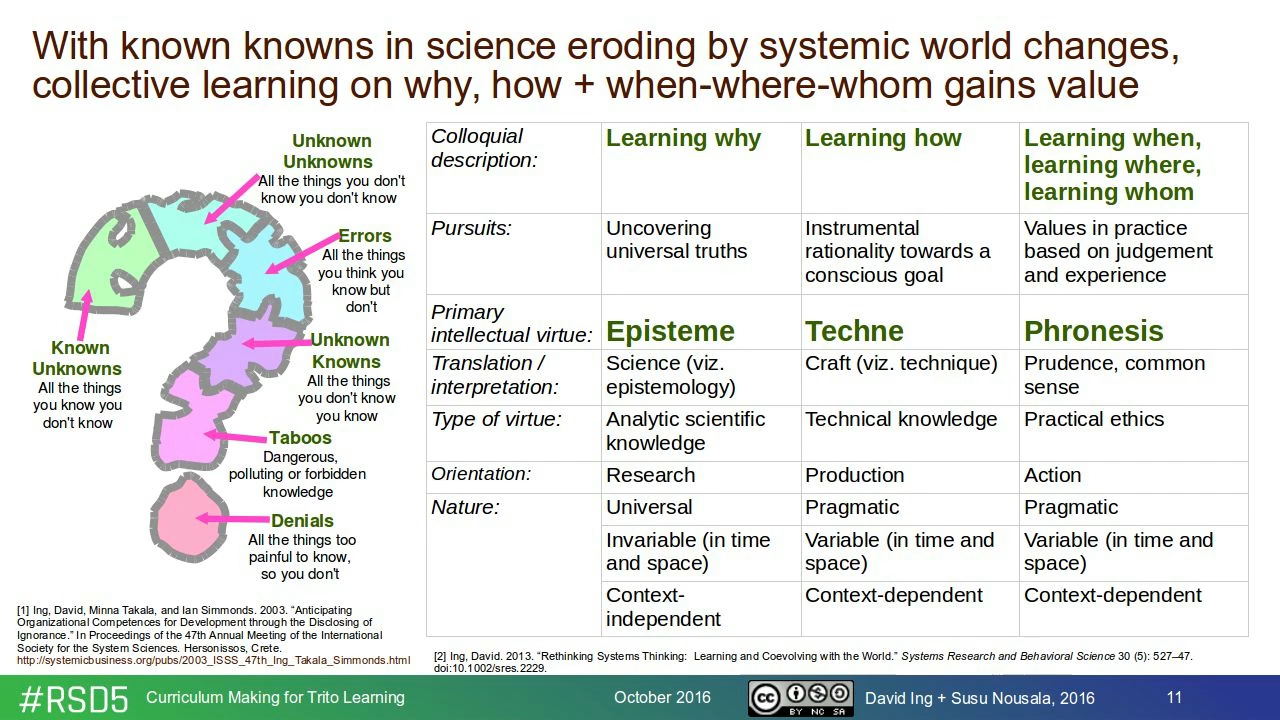 With known knowns in science eroding by systemic world changes,
collective learning on why, how + when-where-whom gains value
Unknown
Unknowns
All the things you don't
know you don't know
Errors
All the things
you think you
know but
don't
Known
Unknowns
All the things
you know you
don't know
Unknown
Knowns
All the things
you don't know
you know
Taboos
Dangerous,
polluting or forbidden
knowledge
Denials
All the things too
painful to know,
so you don't
Colloquial
description:
Learning why
Learning how
Learning when,
learning where,
learning whom
Pursuits:
Uncovering
universal truths
Instrumental
rationality towards a
conscious goal
Values in practice
based on judgement
and experience
Primary
intellectual virtue:
Episteme
Techne
Phronesis
Translation /
interpretation:
Science (viz.
epistemology)
Craft (viz. technique)
Prudence, common
sense
Type of virtue:
Analytic scientific
knowledge
Technical knowledge
Practical ethics
Orientation:
Research
Production
Action
Nature:
Universal
Pragmatic
Pragmatic
Invariable (in time
and space)
Variable (in time and
space)
Variable (in time and
space)
Context-
independent
Context-dependent
Context-dependent
[1] Ing, David, Minna Takala, and Ian Simmonds. 2003. “Anticipating
Organizational Competences for Development through the Disclosing of
Ignorance.” In Proceedings of the 47th Annual Meeting of the International
Society for the System Sciences. Hersonissos, Crete.
http://systemicbusiness.org/pubs/2003_ISSS_47th_Ing_Takala_Simmonds.html
[2] Ing, David. 2013. “Rethinking Systems Thinking: Learning and Coevolving with the World.” Systems Research and Behavioral Science 30 (5): 527–47.
doi:10.1002/sres.2229.
#RSD5
Curriculum Making for Trito Learning
October 2016
cc
BY NC SA
David Ing + Susu Nousala, 2016
11